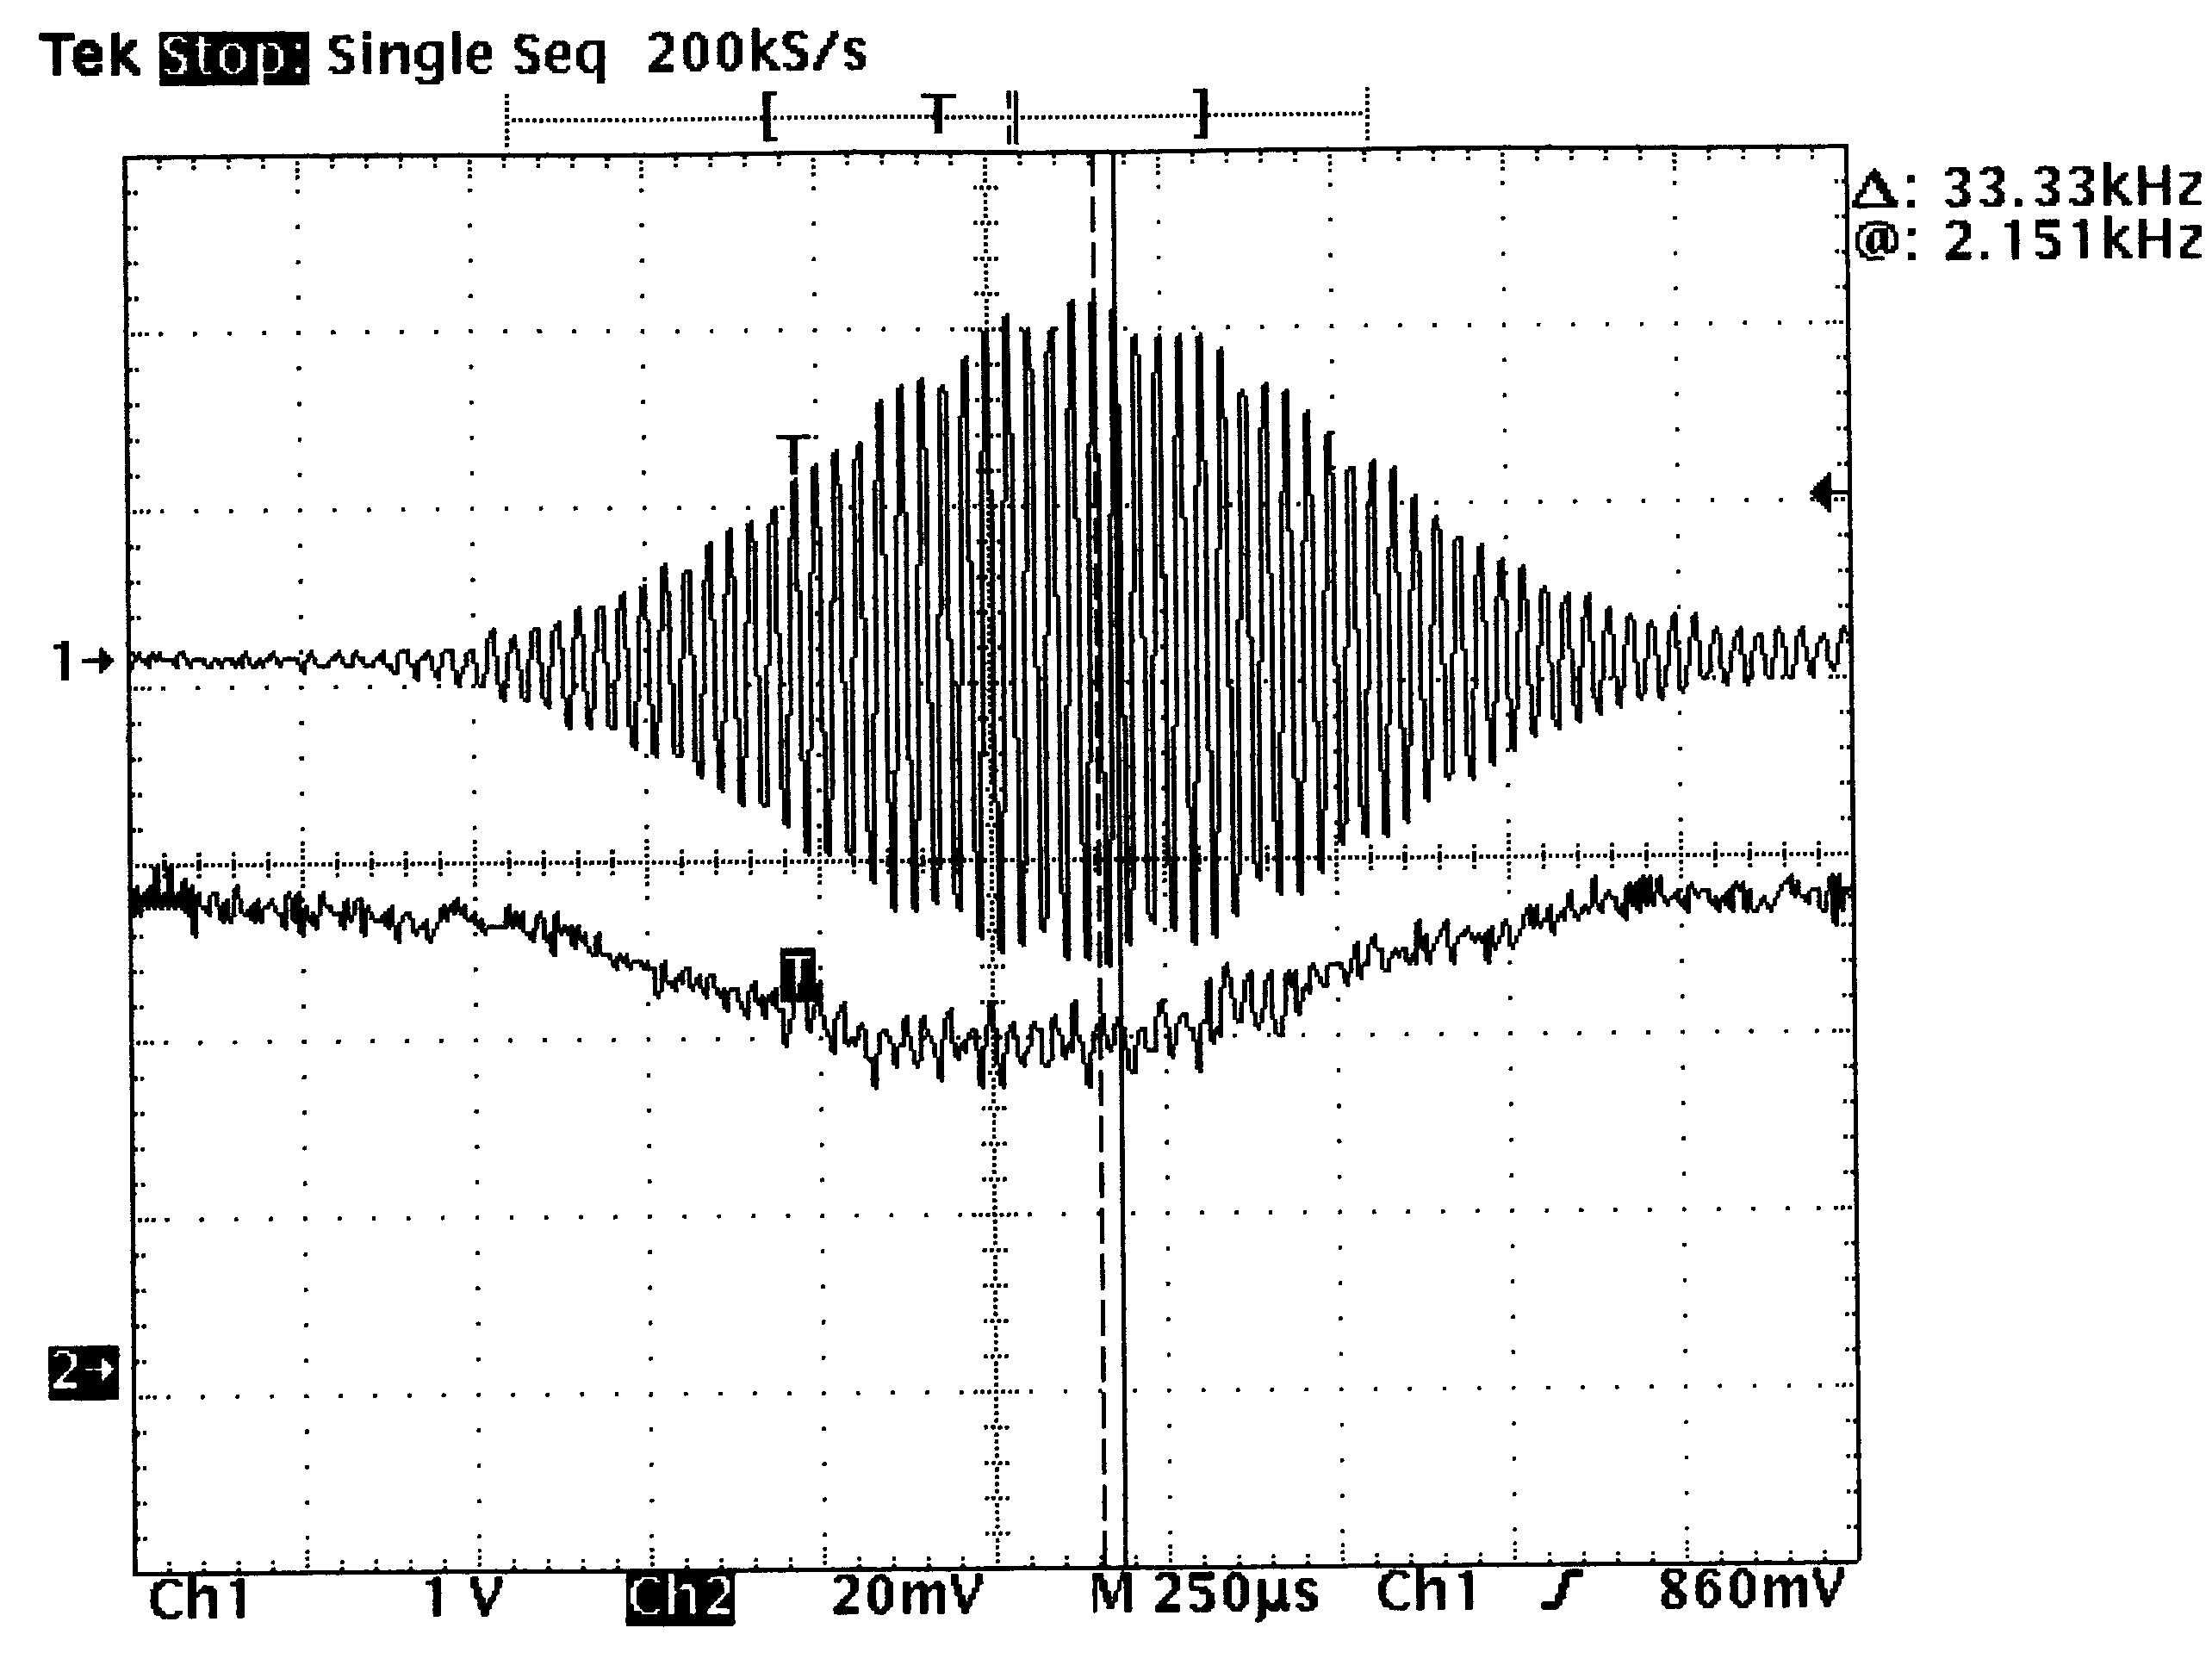 Tek Stop: Single Seq 200kS/s
[ T ]
Δ: 33.33kHz
@: 2.151kHz
T
1→
T
2→
Ch1 1 V Ch2 20mV M 250µs Ch1 ʃ 860mV